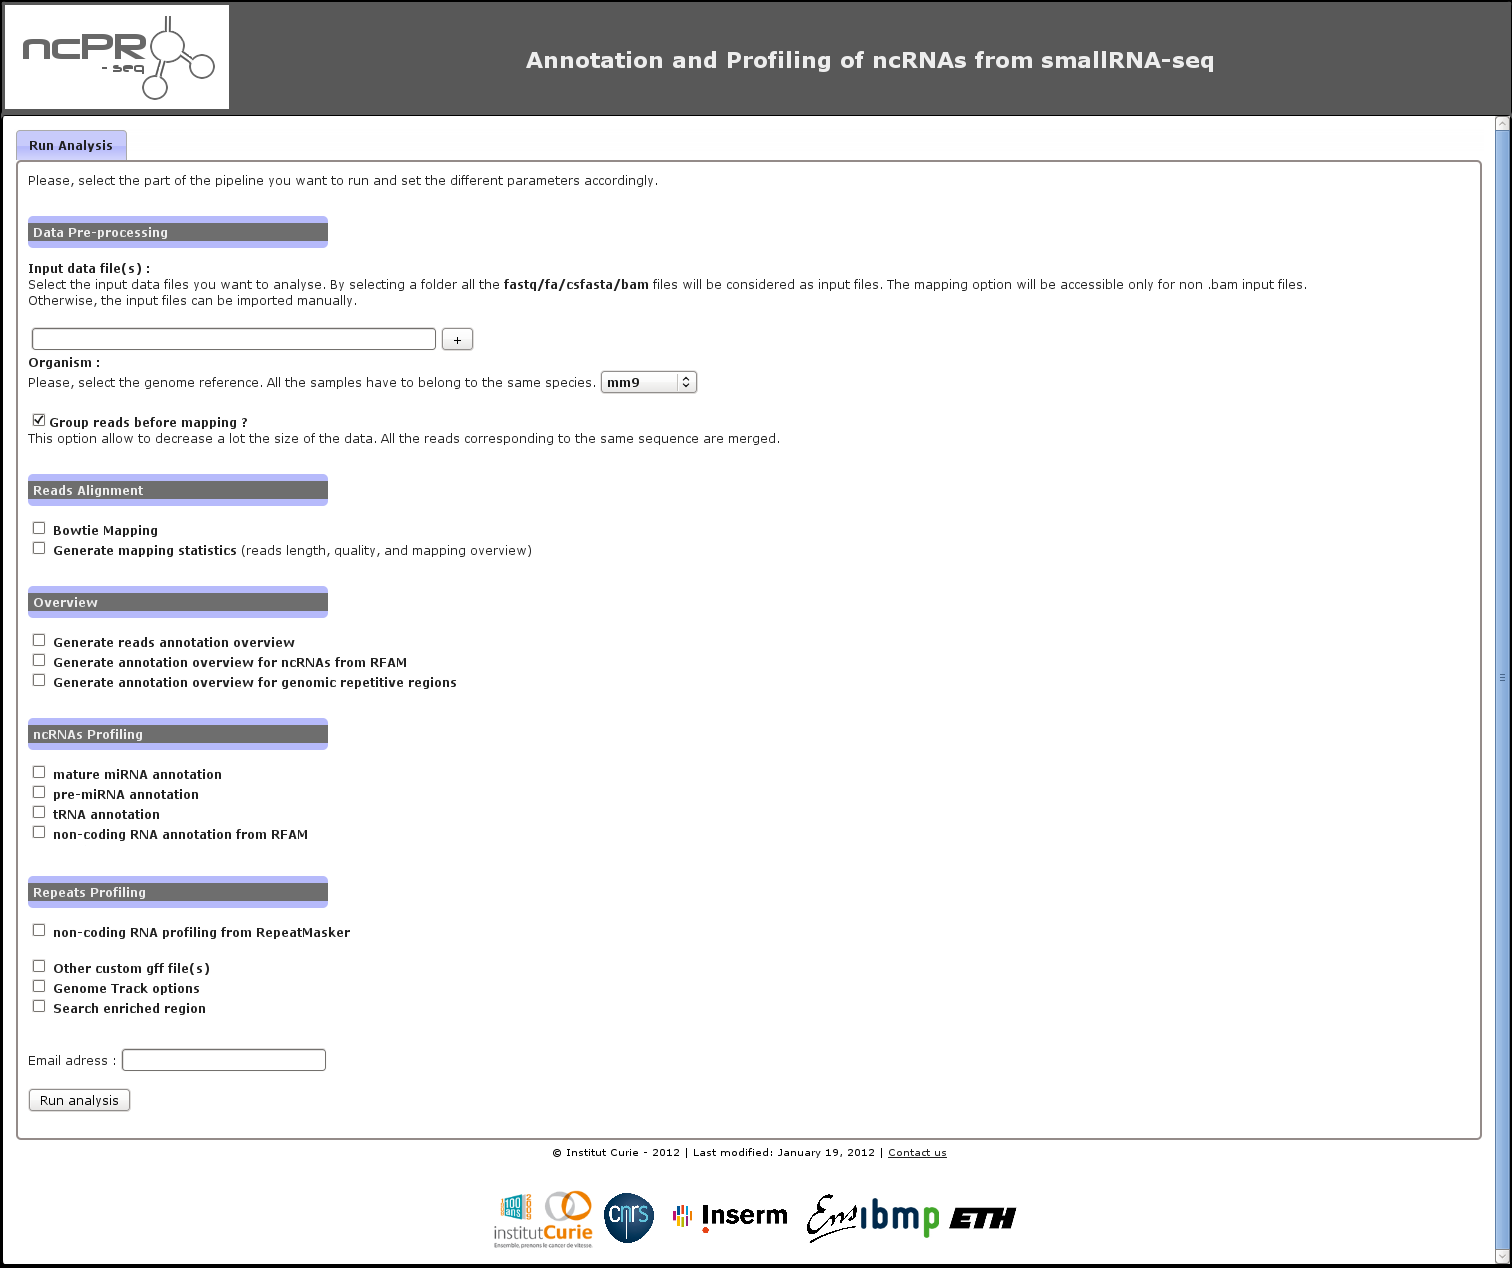 ncPRO
- seq
Annotation and Profiling of ncRNAs from smallRNA-seq
Run Analysis
Please, select the part of the pipeline you want to run and set the different parameters accordingly.
Data Pre-processing
Input data file(s) :
Select the input data files you want to analyse. By selecting a folder all the fastq/fa/csfasta/bam files will be considered as input files. The mapping option will be accessible only for non .bam input files.
Otherwise, the input files can be imported manually.
+
Organism :
Please, select the genome reference. All the samples have to belong to the same species. mm9
Group reads before mapping ?
This option allow to decrease a lot the size of the data. All the reads corresponding to the same sequence are merged.
Reads Alignment
Bowtie Mapping
Generate mapping statistics (reads length, quality, and mapping overview)
Overview
Generate reads annotation overview
Generate annotation overview for ncRNAs from RFAM
Generate annotation overview for genomic repetitive regions
ncRNAs Profiling
mature miRNA annotation
pre-miRNA annotation
tRNA annotation
non-coding RNA annotation from RFAM
Repeats Profiling
non-coding RNA profiling from RepeatMasker
Other custom gff file(s)
Genome Track options
Search enriched region
Email adress :
Run analysis
© Institut Curie - 2012 | Last modified: January 19, 2012 | Contact us
100 ans 2009
institutCurie
Ensemble, prenons le cancer de vitesse.
cnrs
Inserm
Ens
ibmp
ETH